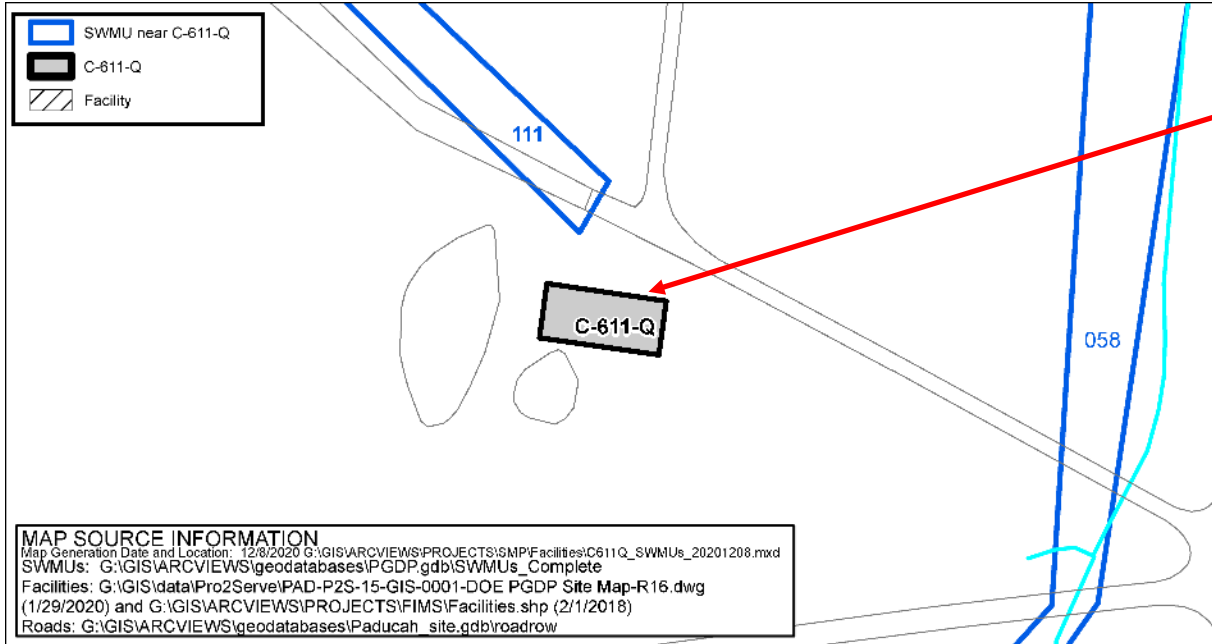 SWMU near C-611-Q
C-611-Q
Facility
111
C-611-Q
058
MAP SOURCE INFORMATION
Map Generation Date and Location: 12/8/2020 G:\GIS\ARCVIEWS\PROJECTS\SMP\Facilities\C611Q_SWMUs_20201208.mxd
SWMUs: G:\GIS\ARCVIEWS\geodatabases\PGDP.gdb\SWMUs_Complete
Facilities: G:\GIS\data\Pro2Serve\PAD-P2S-15-GIS-0001-DOE PGDP Site Map-R16.dwg
(1/29/2020) and G:\GIS\ARCVIEWS\PROJECTS\FIMS\Facilities.shp (2/1/2018)
Roads: G:\GIS\ARCVIEWS\geodatabases\Paducah_site.gdb\roadrow